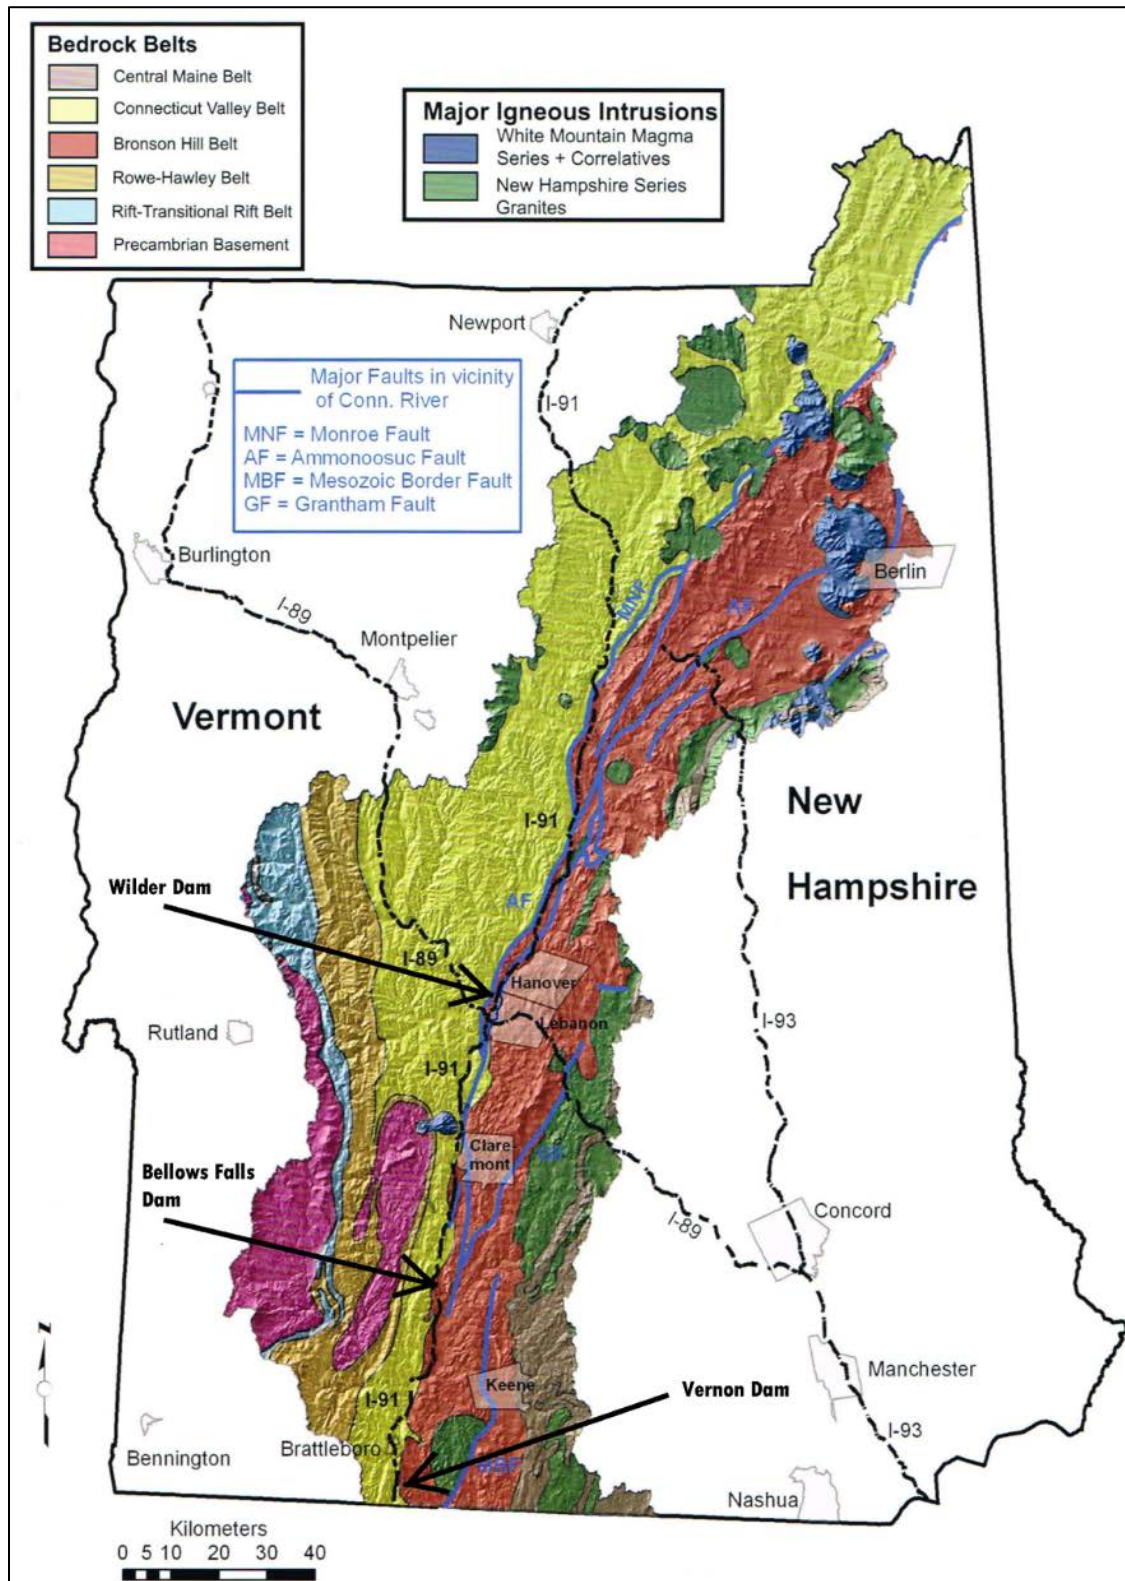 Bedrock Belts
Central Maine Belt
Connecticut Valley Belt
Bronson Hill Belt
Rowe-Hawley Belt
Rift-Transitional Rift Belt
Precambrian Basement
Major Igneous Intrusions
White Mountain Magma
Series + Correlatives
New Hampshire Series
Granites
Newport
Major Faults in vicinity
of Conn. River
MNF = Monroe Fault
AF = Ammonoosuc Fault
MBF = Mesozoic Border Fault
GF = Grantham Fault
I-91
Burlington
Berlin
I-89
MNF
AF
Montpelier
Vermont
New
Hampshire
I-91
Wilder Dam
AF
I-89
Hanover
Lebanon
Rutland
I-93
I-91
Clare-
mont
GF
Bellows Falls
Dam
Concord
I-89
N
Manchester
Keene
Vernon Dam
I-91
I-93
Bennington
Brattleboro
MBF
Nashua
Kilometers
0 5 10 20 30 40